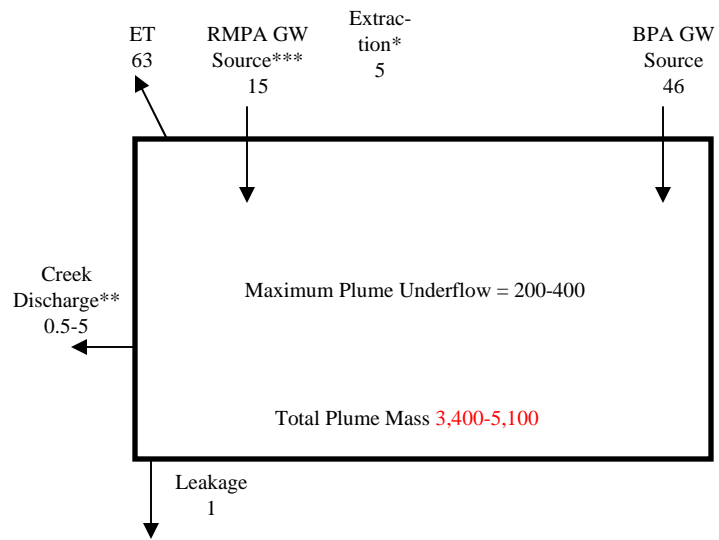 ET
63
RMPA GW
Source***
15
Extrac-
tion*
5
BPA GW
Source
46
Creek
Discharge**
0.5-5
Maximum Plume Underflow = 200-400
Total Plume Mass 3,400-5,100
Leakage
1